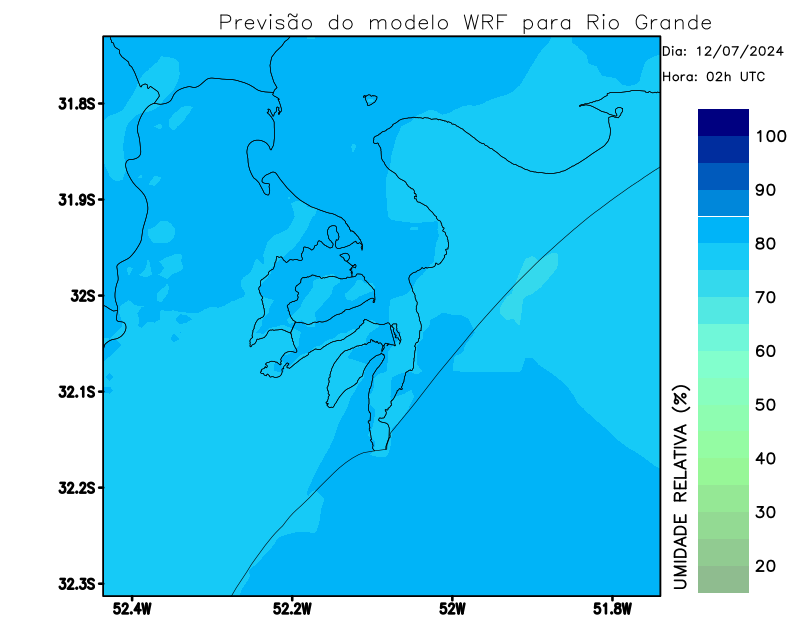 Previsão do modelo WRF para Rio Grande
Dia: 12/07/2024
Hora: 02h UTC
31.8S
31.9S
32S
32.1S
32.2S
32.3S
52.4W
52.2W
52W
51.8W
100
90
80
70
60
50
40
30
20
UMIDADE RELATIVA (%)